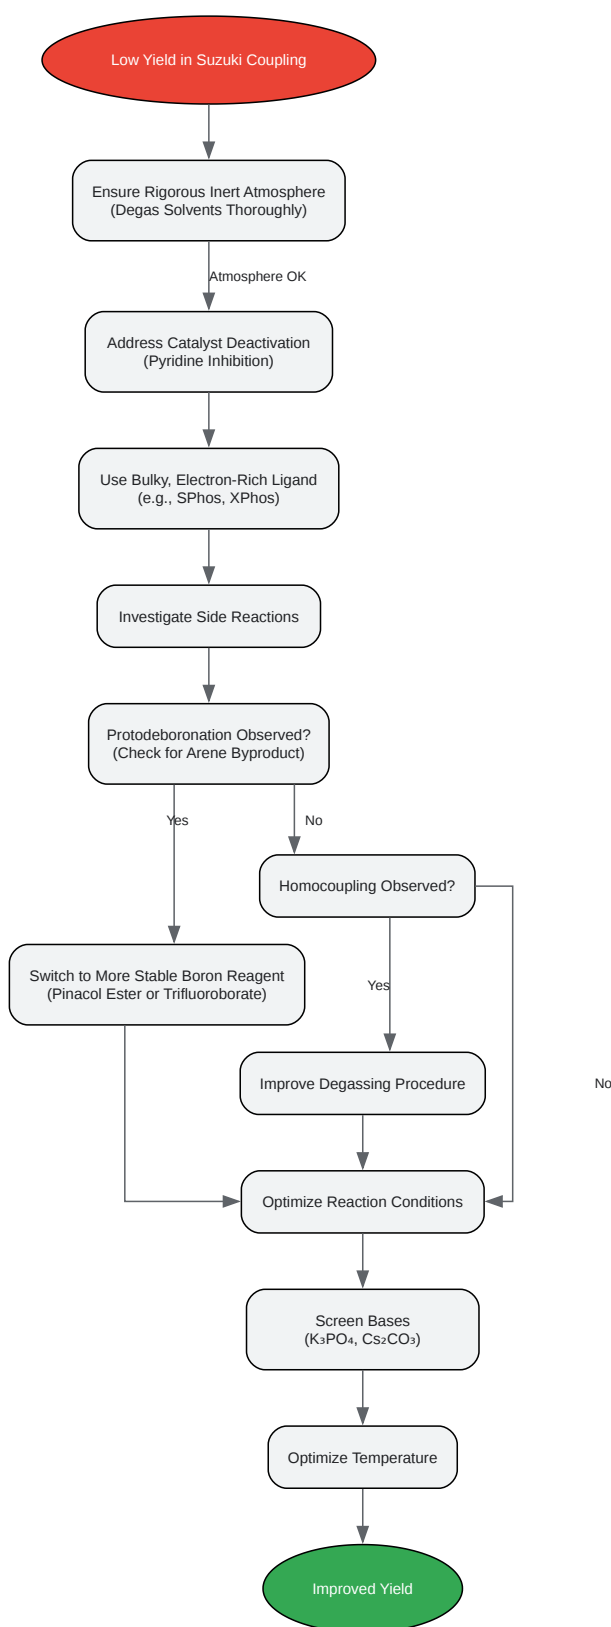 Low Yield in Suzuki Coupling
Ensure Rigorous Inert Atmosphere
(Degas Solvents Thoroughly)
Atmosphere OK
Address Catalyst Deactivation
(Pyridine Inhibition)
Use Bulky, Electron-Rich Ligand
(e.g., SPhos, XPhos)
Investigate Side Reactions
Protodeboronation Observed?
(Check for Arene Byproduct)
Yes
No
Homocoupling Observed?
Switch to More Stable Boron Reagent
(Pinacol Ester or Trifluoroborate)
Yes
Improve Degassing Procedure
No
Optimize Reaction Conditions
Screen Bases
(K₃PO₄, Cs₂CO₃)
Optimize Temperature
Improved Yield